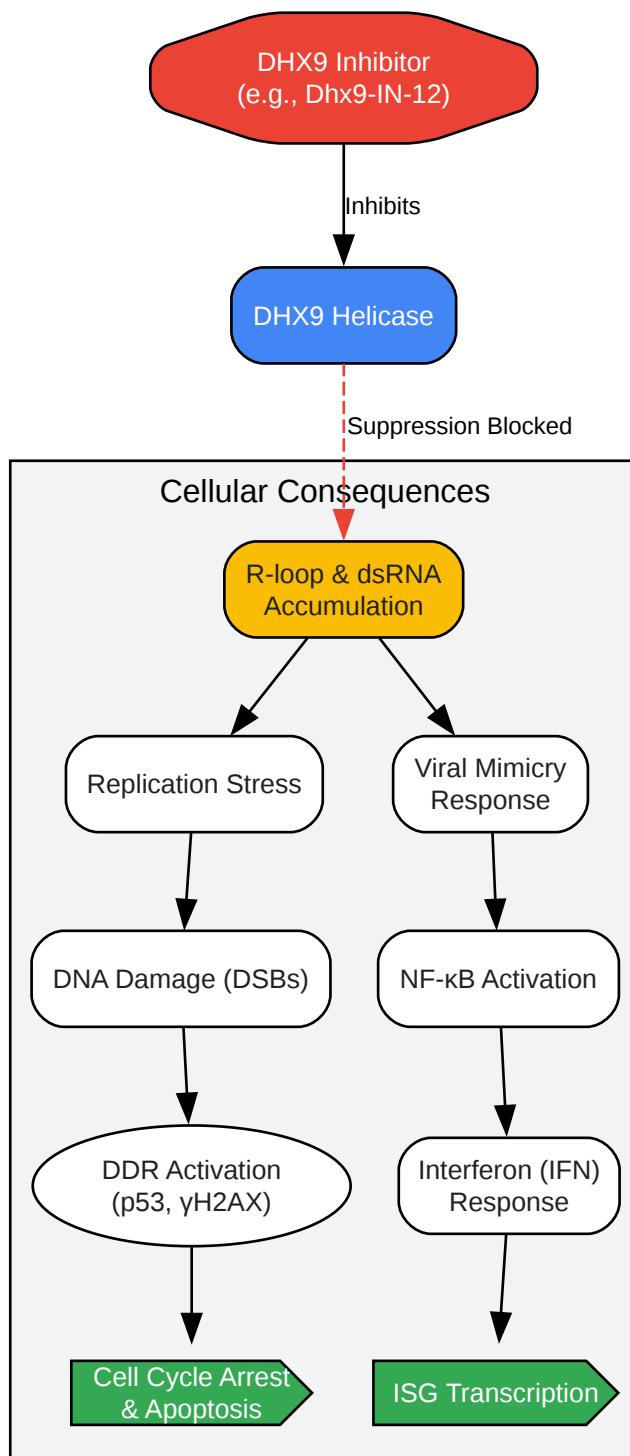 DHX9 Inhibitor
(e.g., Dhx9-IN-12)
Inhibits
DHX9 Helicase
Suppression Blocked
Cellular Consequences
R-loop & dsRNA
Accumulation
Replication Stress
Viral Mimicry
Response
DNA Damage (DSBs)
NF-κB Activation
DDR Activation
(p53, γH2AX)
Interferon (IFN)
Response
Cell Cycle Arrest
& Apoptosis
ISG Transcription